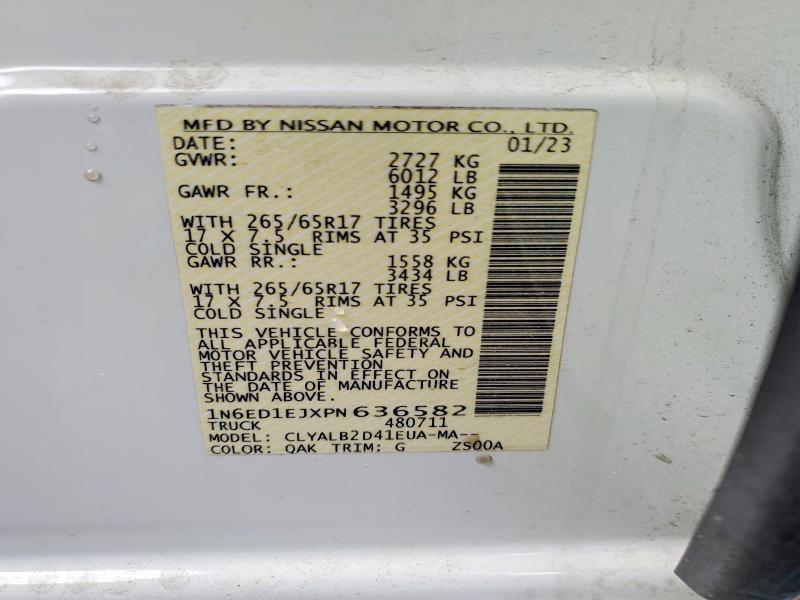 MFD BY NISSAN MOTOR CO., LTD.
DATE: 01/23
GVWR: 2727 KG
6012 LB
GAWR FR.: 1495 KG
3296 LB
WITH 265/65R17 TIRES
17 X 7.5 RIMS AT 35 PSI
COLD SINGLE
GAWR RR.: 1558 KG
3434 LB
WITH 265/65R17 TIRES
17 X 7.5 RIMS AT 35 PSI
COLD SINGLE
THIS VEHICLE CONFORMS TO
ALL APPLICABLE FEDERAL
MOTOR VEHICLE SAFETY AND
THEFT PREVENTION
STANDARDS IN EFFECT ON
THE DATE OF MANUFACTURE
SHOWN ABOVE.
1N6ED1EJXPN636582
TRUCK 480711
MODEL: CLYALB2D41EUA-MA--
COLOR: QAK TRIM: G ZS00A